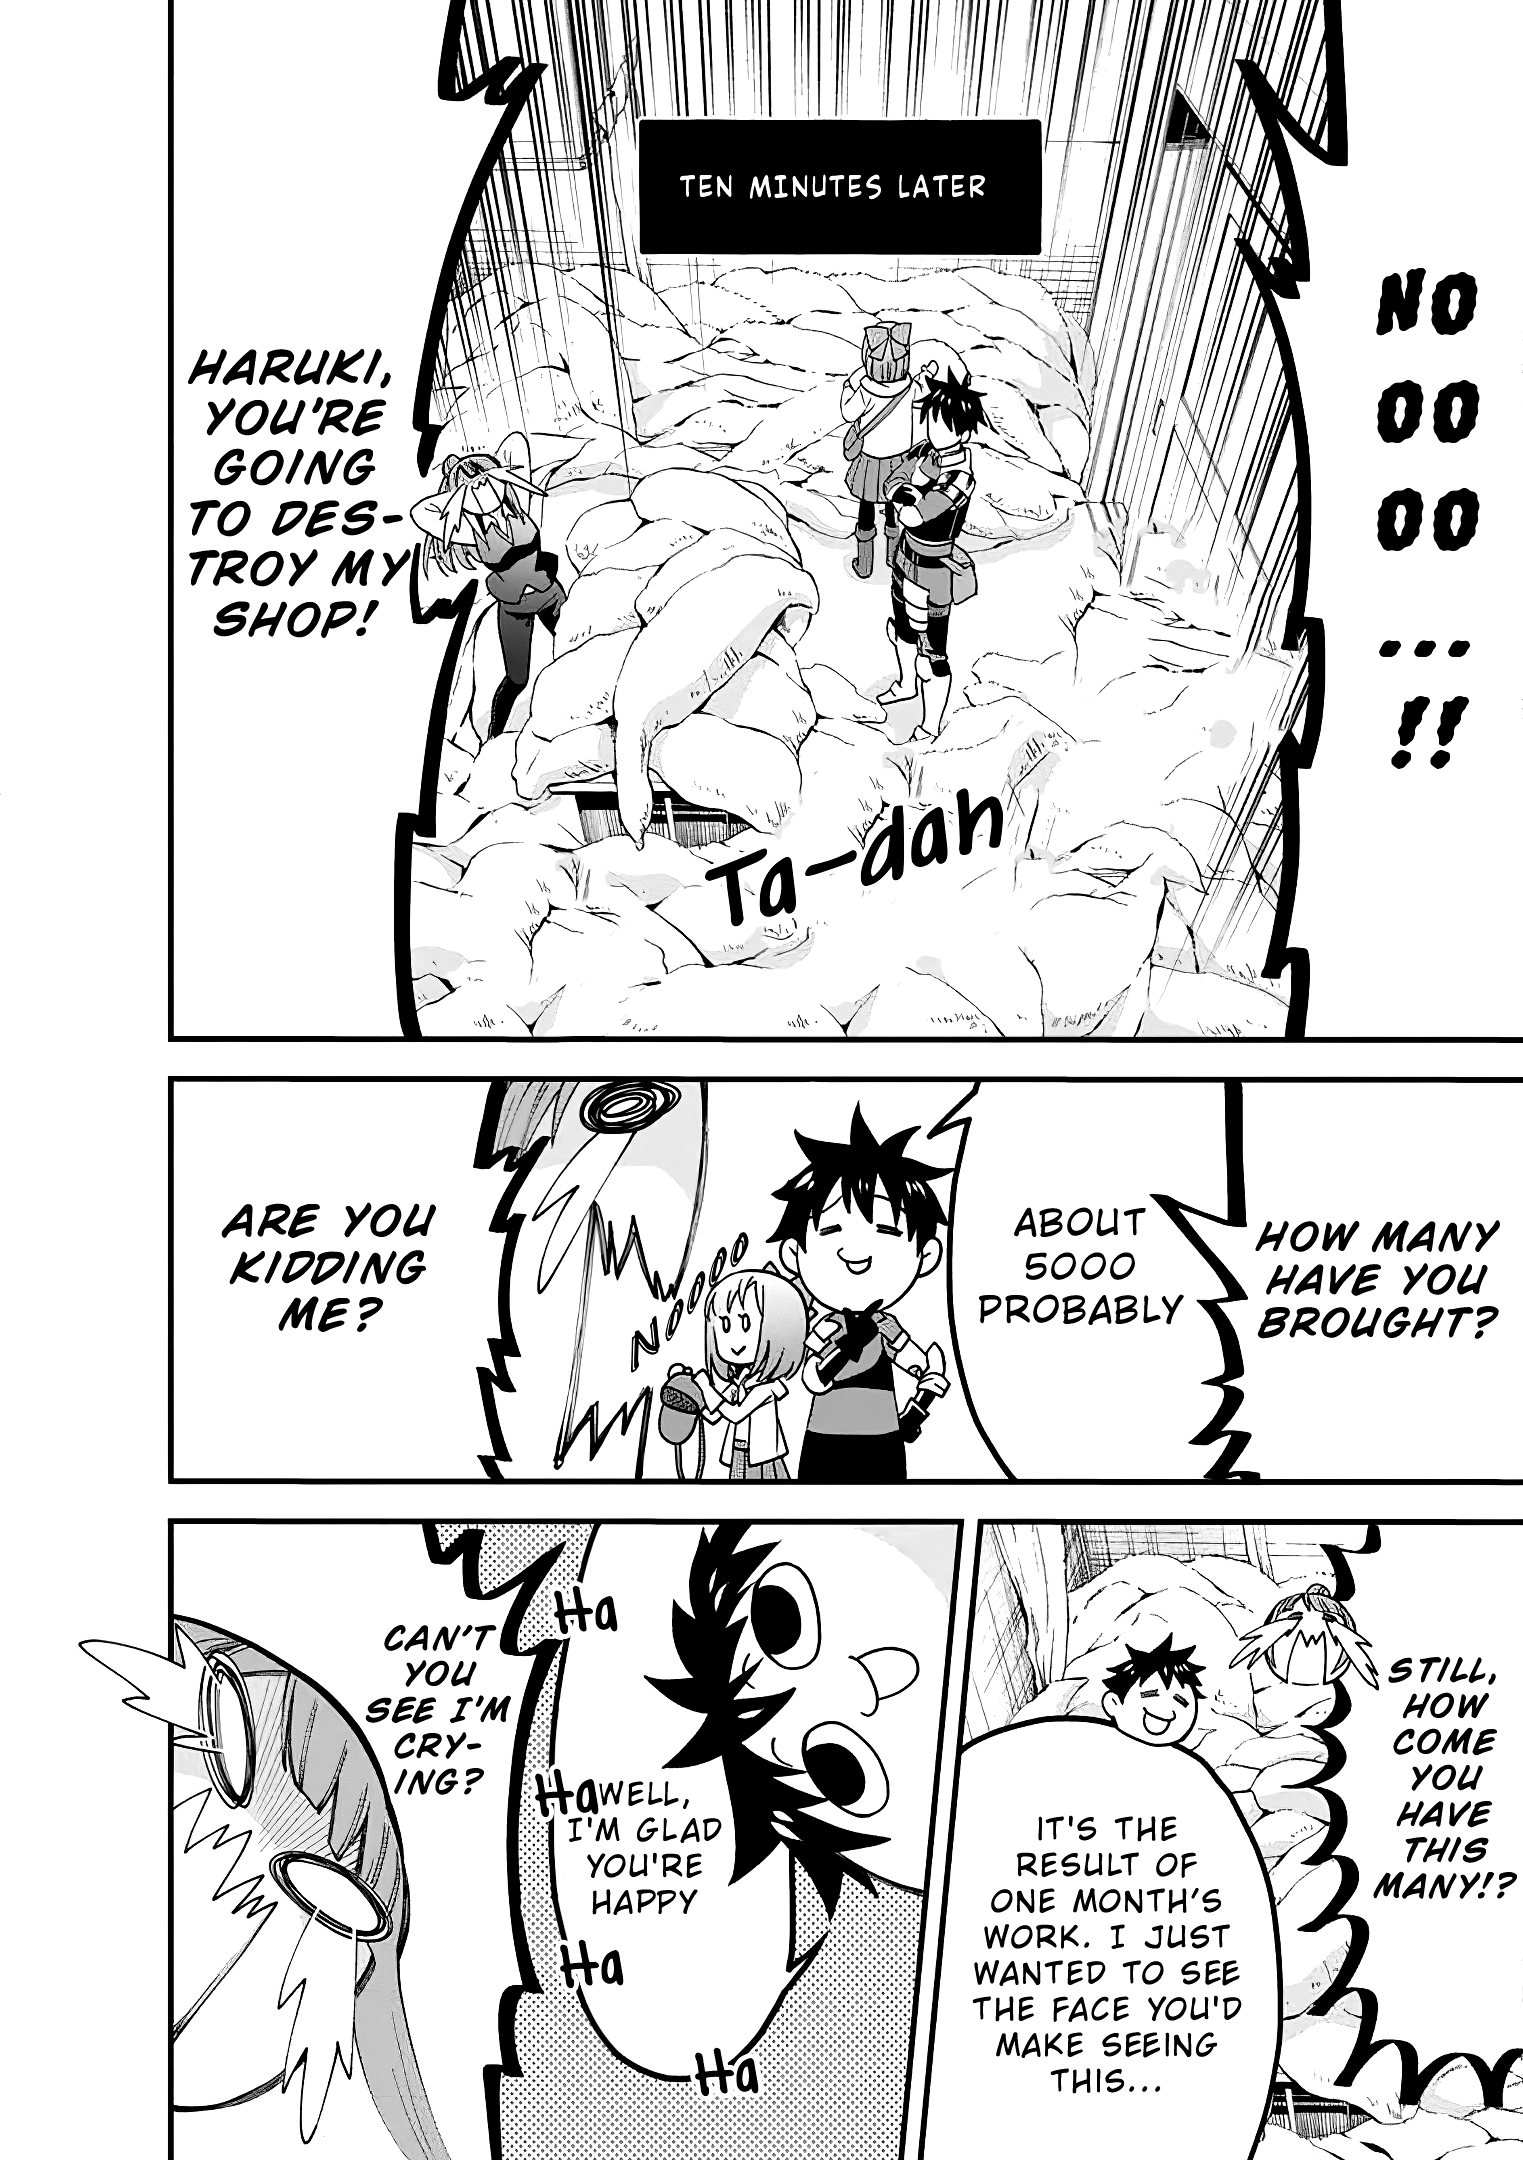 TEN MINUTES LATER
NO
OO
OO
...
!!
HARUKI,
YOU'RE
GOING
TO DES-
TROY MY
SHOP!
Ta-dah
HOW MANY
HAVE YOU
BROUGHT?
ABOUT
5000
PROBABLY
NOOOO
ARE YOU
KIDDING
ME?
STILL,
HOW
COME
YOU
HAVE
THIS
MANY!?
IT'S THE
RESULT OF
ONE MONTH'S
WORK. I JUST
WANTED TO SEE
THE FACE YOU'D
MAKE SEEING
THIS...
Ha
Ha
WELL,
I'M GLAD
YOU'RE
HAPPY
Ha
Ha
CAN'T
YOU
SEE I'M
CRY-
ING?